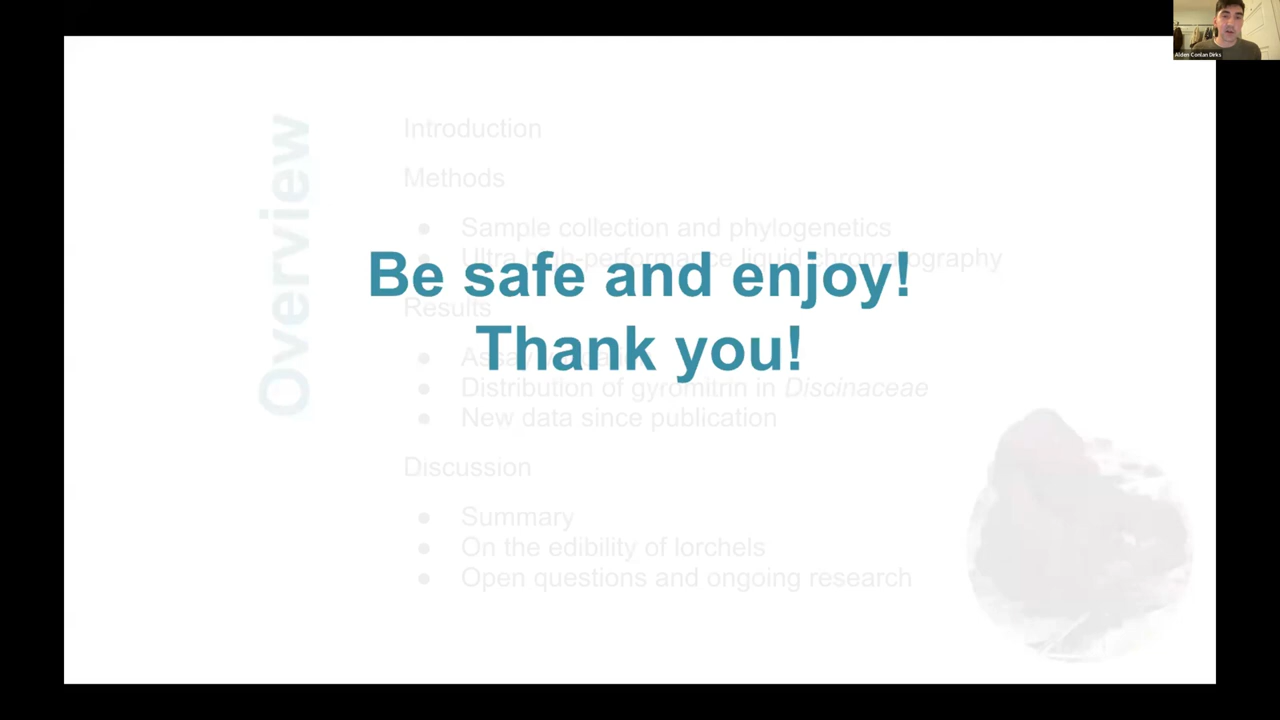 Alden Conlan Dirks
Overview
Introduction
Methods
● Sample collection and phylogenetics
● Ultra high-performance liquid chromatography
Be safe and enjoy!
Results
Thank you!
● Distribution of gyromitrin in Discinaceae
● New data since publication
Discussion
● Summary
● On the edibility of lorchels
● Open questions and ongoing research